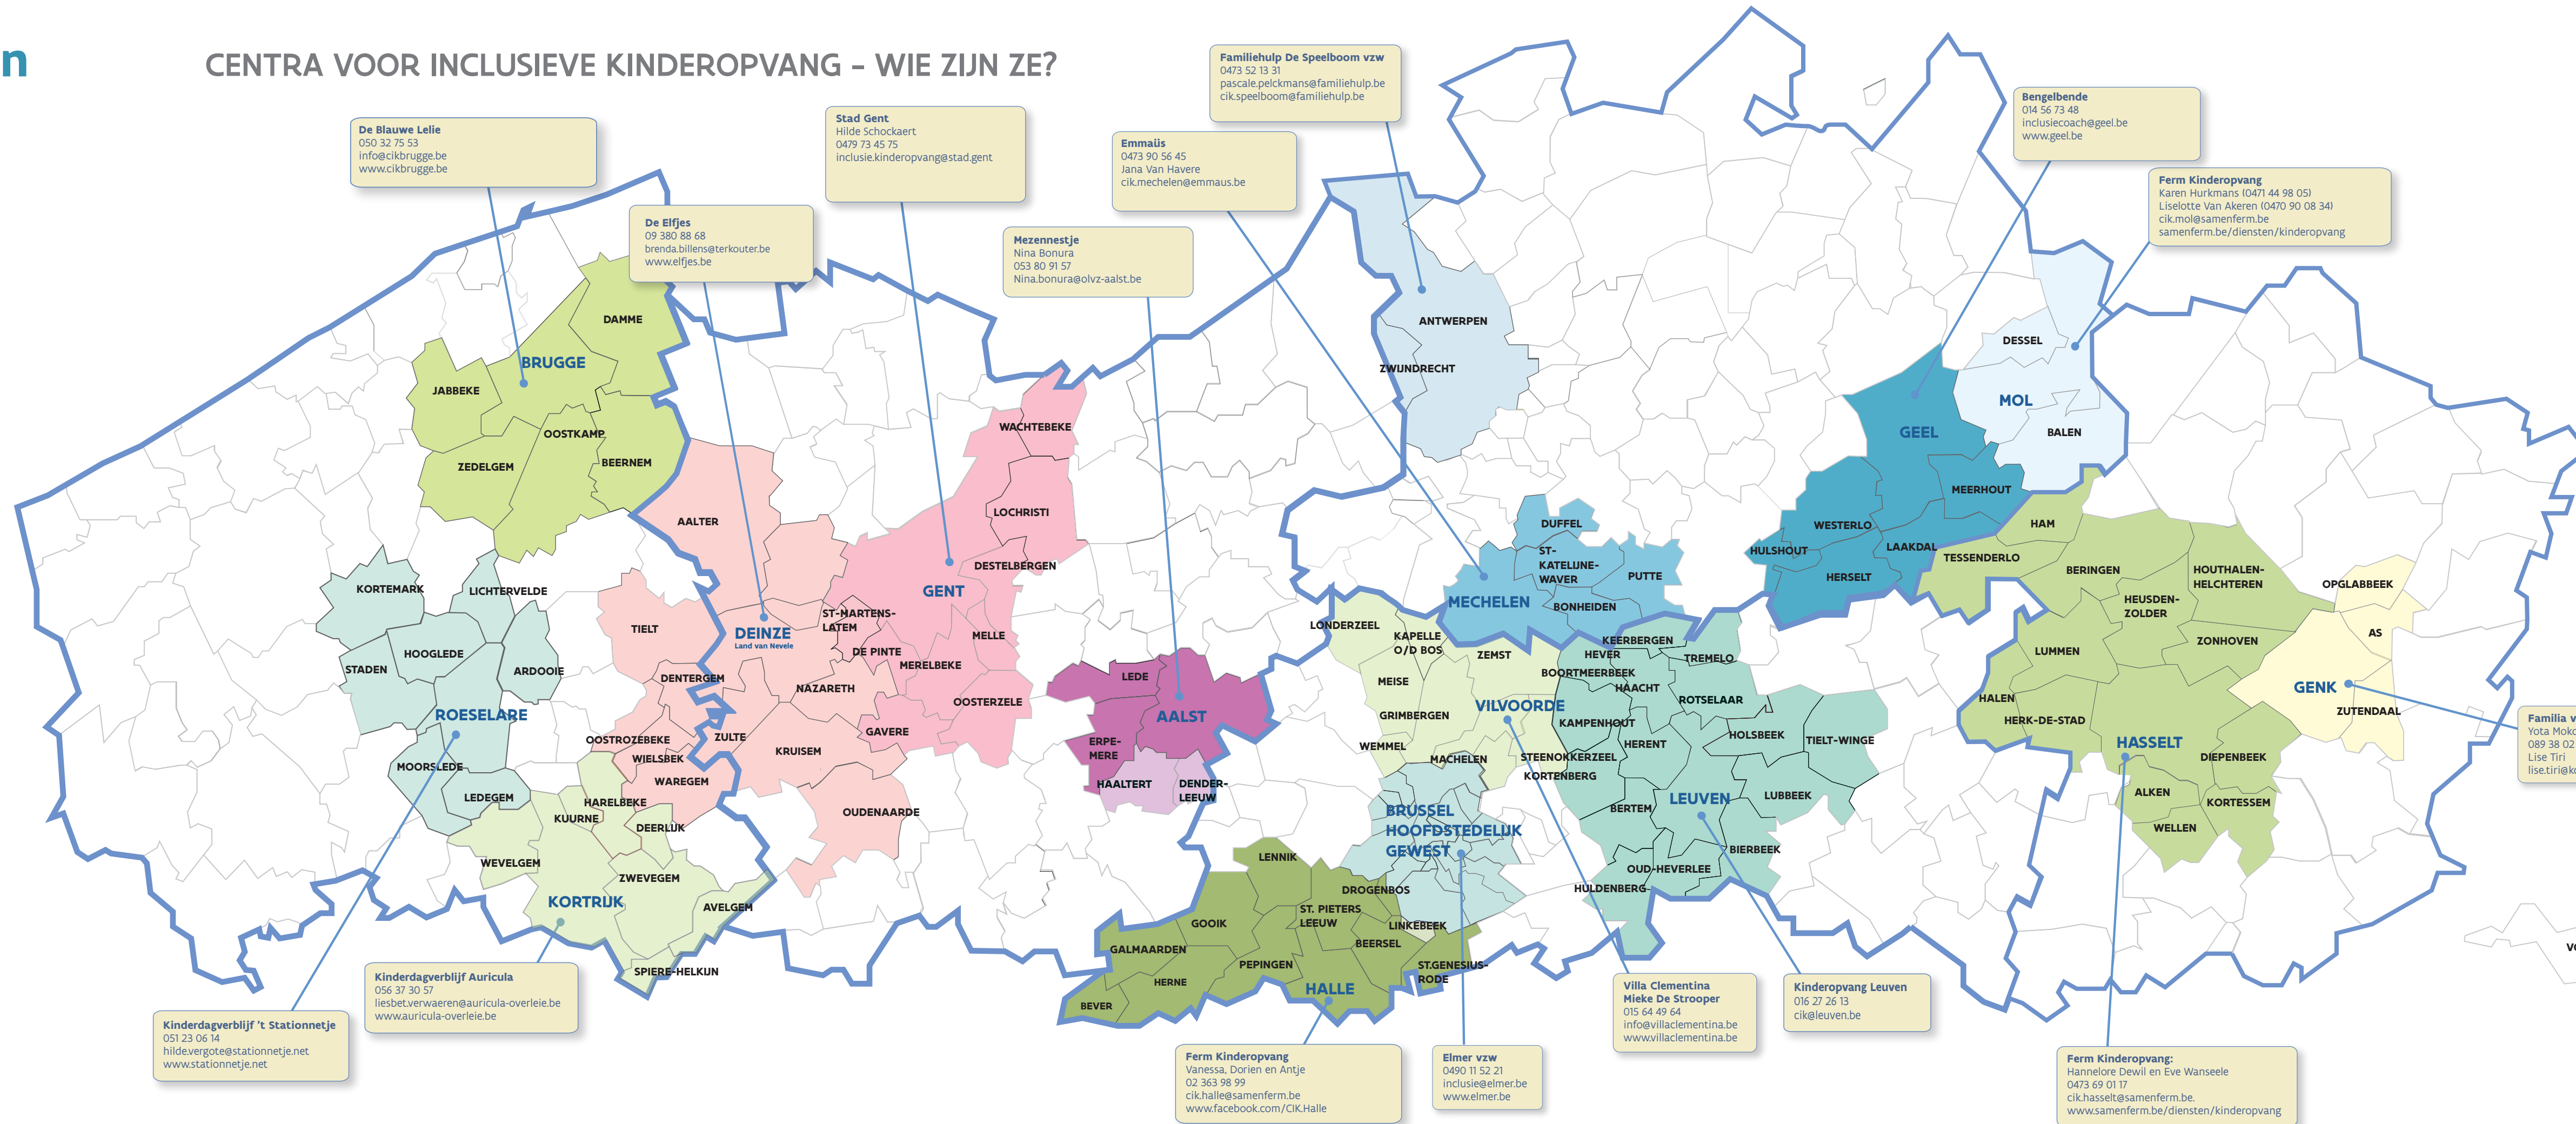 n
CENTRA VOOR INCLUSIEVE KINDEROPVANG – WIE ZIJN ZE?
De Blauwe Lelie
050 32 75 53
info@cikbrugge.be
www.cikbrugge.be
De Elfjes
09 380 88 68
brenda.billens@terkouter.be
www.elfjes.be
Stad Gent
Hilde Schockaert
0479 73 45 75
inclusie.kinderopvang@stad.gent
Mezennestje
Nina Bonura
053 80 91 57
Nina.bonura@olvz-aalst.be
Emmaüs
0473 90 56 45
Jana Van Havere
cik.mechelen@emmaus.be
Familiehulp De Speelboom vzw
0473 52 13 31
pascale.pelckmans@familiehulp.be
cik.speelboom@familiehulp.be
Bengelbende
014 56 73 48
inclusiecoach@geel.be
www.geel.be
Ferm Kinderopvang
Karen Hurkmans (0471 44 98 05)
Liselotte Van Akeren (0470 90 08 34)
cik.mol@samenferm.be
samenferm.be/diensten/kinderopvang
DAMME
BRUGGE
JABBEKE
OOSTKAMP
ZEDELGEM
BEERNEM
KORTEMARK
LICHTERVELDE
HOOGLEDE
STADEN
ARDOOIE
ROESELARE
MOORSLEDE
LEDEGEM
AALTER
TIELT
DEINZE
Land van Nevele
DENTERGEM
NAZARETH
OOSTROZEBEKE
ZULTE
WIELSBEKE
KRUISEM
WAREGEM
OUDENAARDE
HARELBEKE
KUURNE
DEERLIJK
WEVELGEM
ZWEVEGEM
KORTRIJK
AVELGEM
SPIERE-HELKIJN
WACHTEBEKE
LOCHRISTI
DESTELBERGEN
GENT
ST-MARTENS-
LATEM
DE PINTE
MELLE
MERELBEKE
OOSTERZELE
GAVERE
LEDE
AALST
ERPE-
MERE
HAALTERT
DENDER-
LEEUW
ANTWERPEN
ZWIJNDRECHT
DUFFEL
ST-
KATELIJNE-
WAVER
PUTTE
MECHELEN
BONHEIDEN
LONDERZEEL
KAPELLE
O/D BOS
ZEMST
MEISE
GRIMBERGEN
VILVOORDE
WEMMEL
MACHELEN
STEENOKKERZEEL
KORTENBERG
KEERBERGEN
HEVER
BOORTMEERBEEK
TREMELO
HAACHT
ROTSELAAR
KAMPENHOUT
HERENT
HOLSBEEK
TIELT-WINGE
LEUVEN
LUBBEEK
BERTEM
BIERBEEK
OUD-HEVERLEE
HULDENBERG
BRUSSEL
HOOFDSTEDELIJK
GEWEST
LENNIK
DROGENBOS
GOOIK
ST. PIETERS
LEEUW
LINKEBEEK
BEERSEL
GALMAARDEN
PEPINGEN
ST.GENESIUS-
RODE
HERNE
HALLE
BEVER
DESSEL
MOL
BALEN
GEEL
MEERHOUT
WESTERLO
HULSHOUT
LAAKDAL
HERSELT
HAM
TESSENDERLO
BERINGEN
HOUTHALEN-
HELCHTEREN
HEUSDEN-
ZOLDER
ZONHOVEN
LUMMEN
HALEN
HERK-DE-STAD
HASSELT
DIEPENBEEK
ALKEN
KORTESSEM
WELLEN
OPGLABBEEK
AS
GENK
ZUTENDAAL
Familia v
Yota Moko
089 38 02
Lise Tiri
lise.tiri@k
Kinderdagverblijf 't Stationnetje
051 23 06 14
hilde.vergote@stationnetje.net
www.stationnetje.net
Kinderdagverblijf Auricula
056 37 30 57
liesbet.verwaeren@auricula-overleie.be
www.auricula-overleie.be
Ferm Kinderopvang
Vanessa, Dorien en Antje
02 363 98 99
cik.halle@samenferm.be
www.facebook.com/CIK.Halle
Elmer vzw
0490 11 52 21
inclusie@elmer.be
www.elmer.be
Villa Clementina
Mieke De Strooper
015 64 49 64
info@villaclementina.be
www.villaclementina.be
Kinderopvang Leuven
016 27 26 13
cik@leuven.be
Ferm Kinderopvang:
Hannelore Dewil en Eve Wanseele
0473 69 01 17
cik.hasselt@samenferm.be.
www.samenferm.be/diensten/kinderopvang